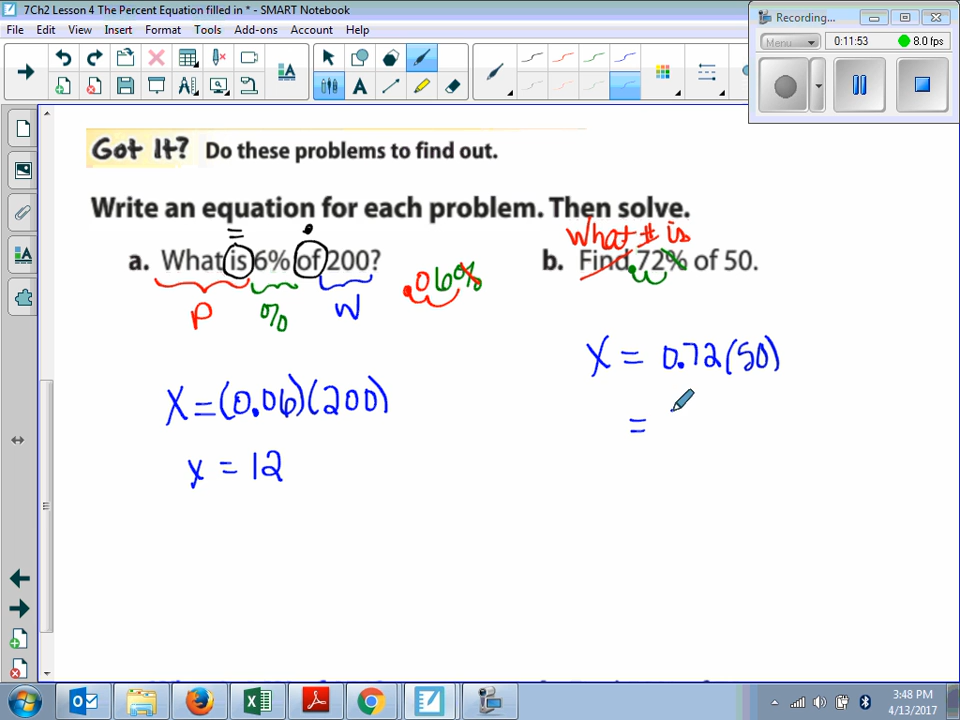 7Ch2 Lesson 4 The Percent Equation filled in * - SMART Notebook
Recording...
File Edit View Insert Format Tools Add-ons Account Help
Menu 0:11:53 8.0 fps
Got It? Do these problems to find out.
Write an equation for each problem. Then solve.
= • What # is
a. What is 6% of 200? b. Find 72% of 50.
.06%
P % W
X = 0.72(50)
X = (0.06)(200)
=
x = 12
3:48 PM
4/13/2017